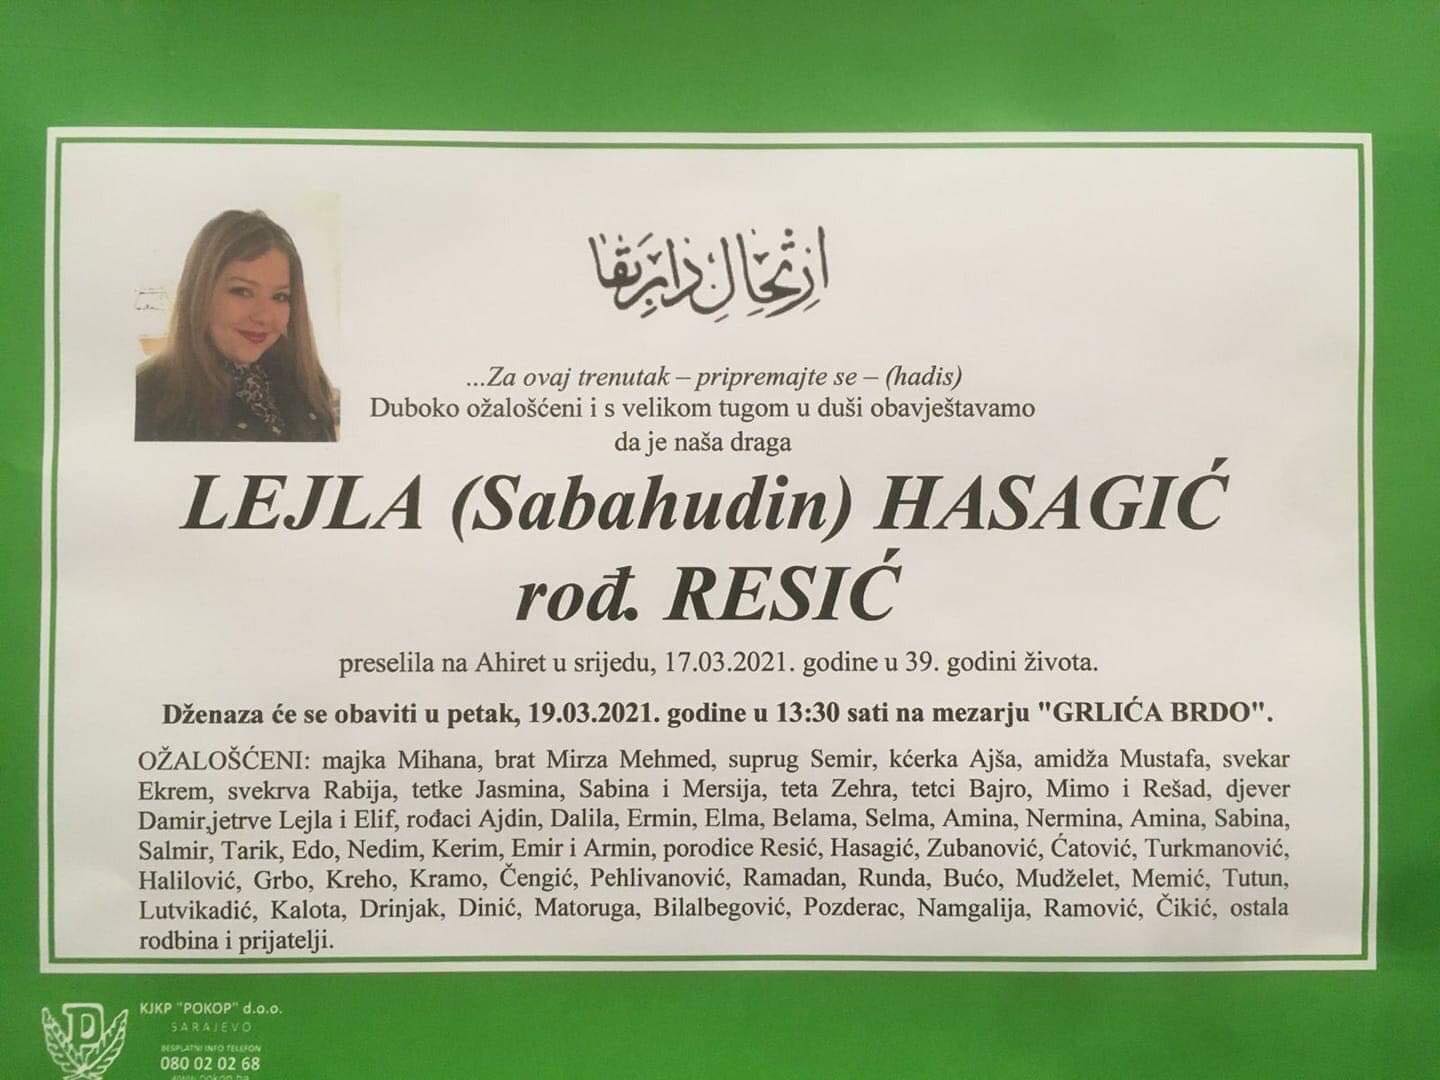 ارتحال دار بقا
...Za ovaj trenutak – pripremajte se – (hadis)
Duboko ožalošćeni i s velikom tugom u duši obavještavamo
da je naša draga
LEJLA (Sabahudin) HASAGIĆ
rođ. RESIĆ
preselila na Ahiret u srijedu, 17.03.2021. godine u 39. godini života.
Dženaza će se obaviti u petak, 19.03.2021. godine u 13:30 sati na mezarju "GRLIĆA BRDO".
OŽALOŠĆENI: majka Mihana, brat Mirza Mehmed, suprug Semir, kćerka Ajša, amidža Mustafa, svekar
Ekrem, svekrva Rabija, tetke Jasmina, Sabina i Mersija, teta Zehra, tetci Bajro, Mimo i Rešad, djever
Damir,jetrve Lejla i Elif, rođaci Ajdin, Dalila, Ermin, Elma, Belama, Selma, Amina, Nermina, Amina, Sabina,
Salmir, Tarik, Edo, Nedim, Kerim, Emir i Armin, porodice Resić, Hasagić, Zubanović, Ćatović, Turkmanović,
Halilović, Grbo, Kreho, Kramo, Čengić, Pehlivanović, Ramadan, Runda, Bućo, Mudželet, Memić, Tutun,
Lutvikadić, Kalota, Drinjak, Dinić, Matoruga, Bilalbegović, Pozderac, Namgalija, Ramović, Čikić, ostala
rodbina i prijatelji.
P
KJKP "POKOP" d.o.o.
SARAJEVO
BESPLATNI INFO TELEFON
080 02 02 68
www.pokop.ba